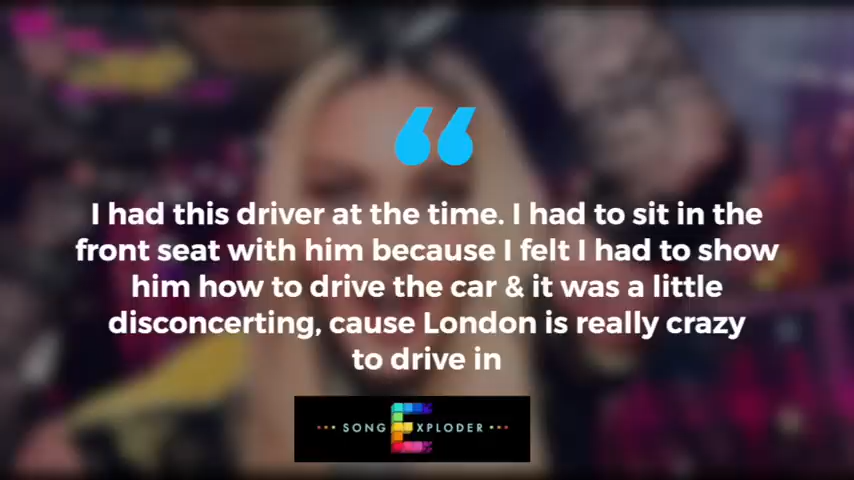 I had this driver at the time. I had to sit in the
front seat with him because I felt I had to show
him how to drive the car & it was a little
disconcerting, cause London is really crazy
to drive in
SONG EXPLODER